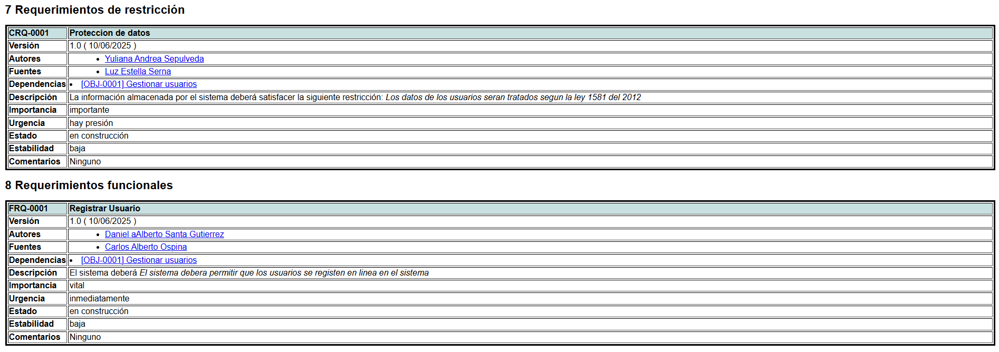 7 Requerimientos de restricción
CRQ-0001 Proteccion de datos
Versión 1.0 ( 10/06/2025 )
Autores • Yuliana Andrea Sepulveda
Fuentes • Luz Estella Serna
Dependencias • [OBJ-0001] Gestionar usuarios
Descripción La información almacenada por el sistema deberá satisfacer la siguiente restricción: Los datos de los usuarios seran tratados segun la ley 1581 del 2012
Importancia importante
Urgencia hay presión
Estado en construcción
Estabilidad baja
Comentarios Ninguno
8 Requerimientos funcionales
FRQ-0001 Registrar Usuario
Versión 1.0 ( 10/06/2025 )
Autores • Daniel aAlberto Santa Gutierrez
Fuentes • Carlos Alberto Ospina
Dependencias • [OBJ-0001] Gestionar usuarios
Descripción El sistema deberá El sistema debera permitir que los usuarios se registen en linea en el sistema
Importancia vital
Urgencia inmediatamente
Estado en construcción
Estabilidad baja
Comentarios Ninguno